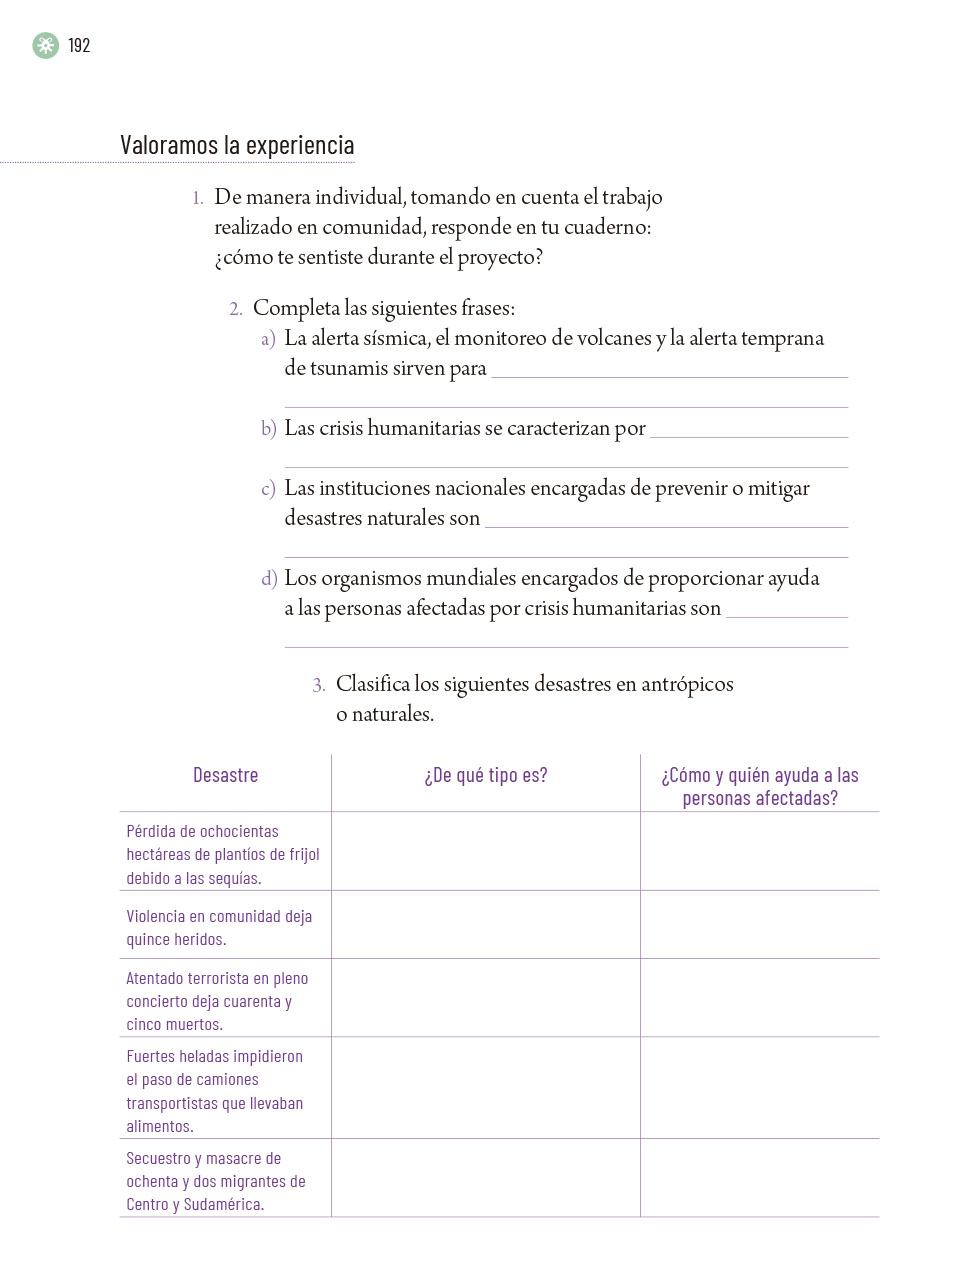 192
Valoramos la experiencia
1. De manera individual, tomando en cuenta el trabajo
realizado en comunidad, responde en tu cuaderno:
¿cómo te sentiste durante el proyecto?
2. Completa las siguientes frases:
a) La alerta sísmica, el monitoreo de volcanes y la alerta temprana
de tsunamis sirven para
b) Las crisis humanitarias se caracterizan por
c) Las instituciones nacionales encargadas de prevenir o mitigar
desastres naturales son
d) Los organismos mundiales encargados de proporcionar ayuda
a las personas afectadas por crisis humanitarias son
3. Clasifica los siguientes desastres en antrópicos
o naturales.
Desastre
¿De qué tipo es?
¿Cómo y quién ayuda a las
personas afectadas?
Pérdida de ochocientas
hectáreas de plantíos de frijol
debido a las sequías.
Violencia en comunidad deja
quince heridos.
Atentado terrorista en pleno
concierto deja cuarenta y
cinco muertos.
Fuertes heladas impidieron
el paso de camiones
transportistas que llevaban
alimentos.
Secuestro y masacre de
ochenta y dos migrantes de
Centro y Sudamérica.